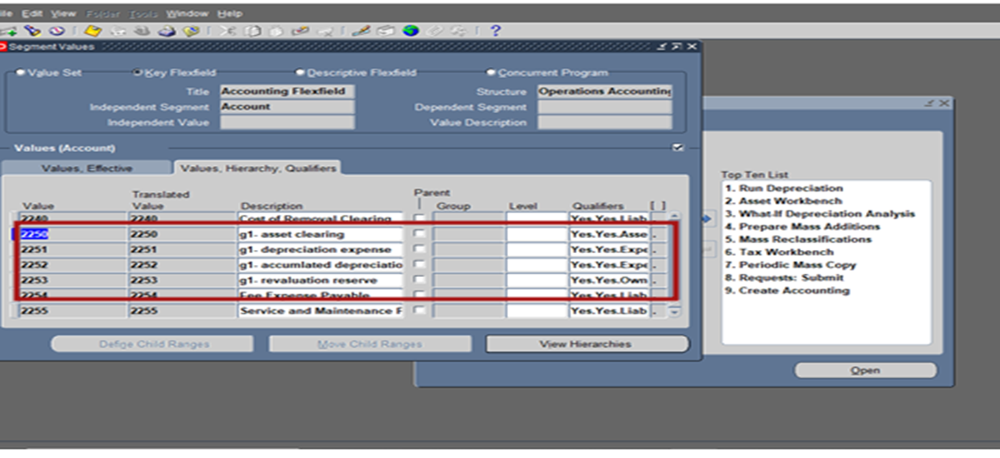 ile Edit View Folder Tools Window Help
Segment Values
Value Set Key Flexfield Descriptive Flexfield Concurrent Program
Title Accounting Flexfield Structure Operations Accounting
Independent Segment Account Dependent Segment
Independent Value Value Description
Values (Account)
Values, Effective Values, Hierarchy, Qualifiers
Translated Parent
Value Value Description Group Level Qualifiers [ ]
2240 2240 Cost of Removal Clearing Yes.Yes.Liab .
2250 2250 g1- asset clearing Yes.Yes.Asse .
2251 2251 g1- depreciation expense Yes.Yes.Expe .
2252 2252 g1- accumlated depreciatio Yes.Yes.Expe .
2253 2253 g1- revaluation reserve Yes.Yes.Own .
2254 2254 Fee Expense Payable Yes.Yes.Liab .
2255 2255 Service and Maintenance F Yes.Yes.Liab .
Define Child Ranges Move Child Ranges View Hierarchies
Top Ten List
1. Run Depreciation
2. Asset Workbench
3. What-If Depreciation Analysis
4. Prepare Mass Additions
5. Mass Reclassifications
6. Tax Workbench
7. Periodic Mass Copy
8. Requests: Submit
9. Create Accounting
Open